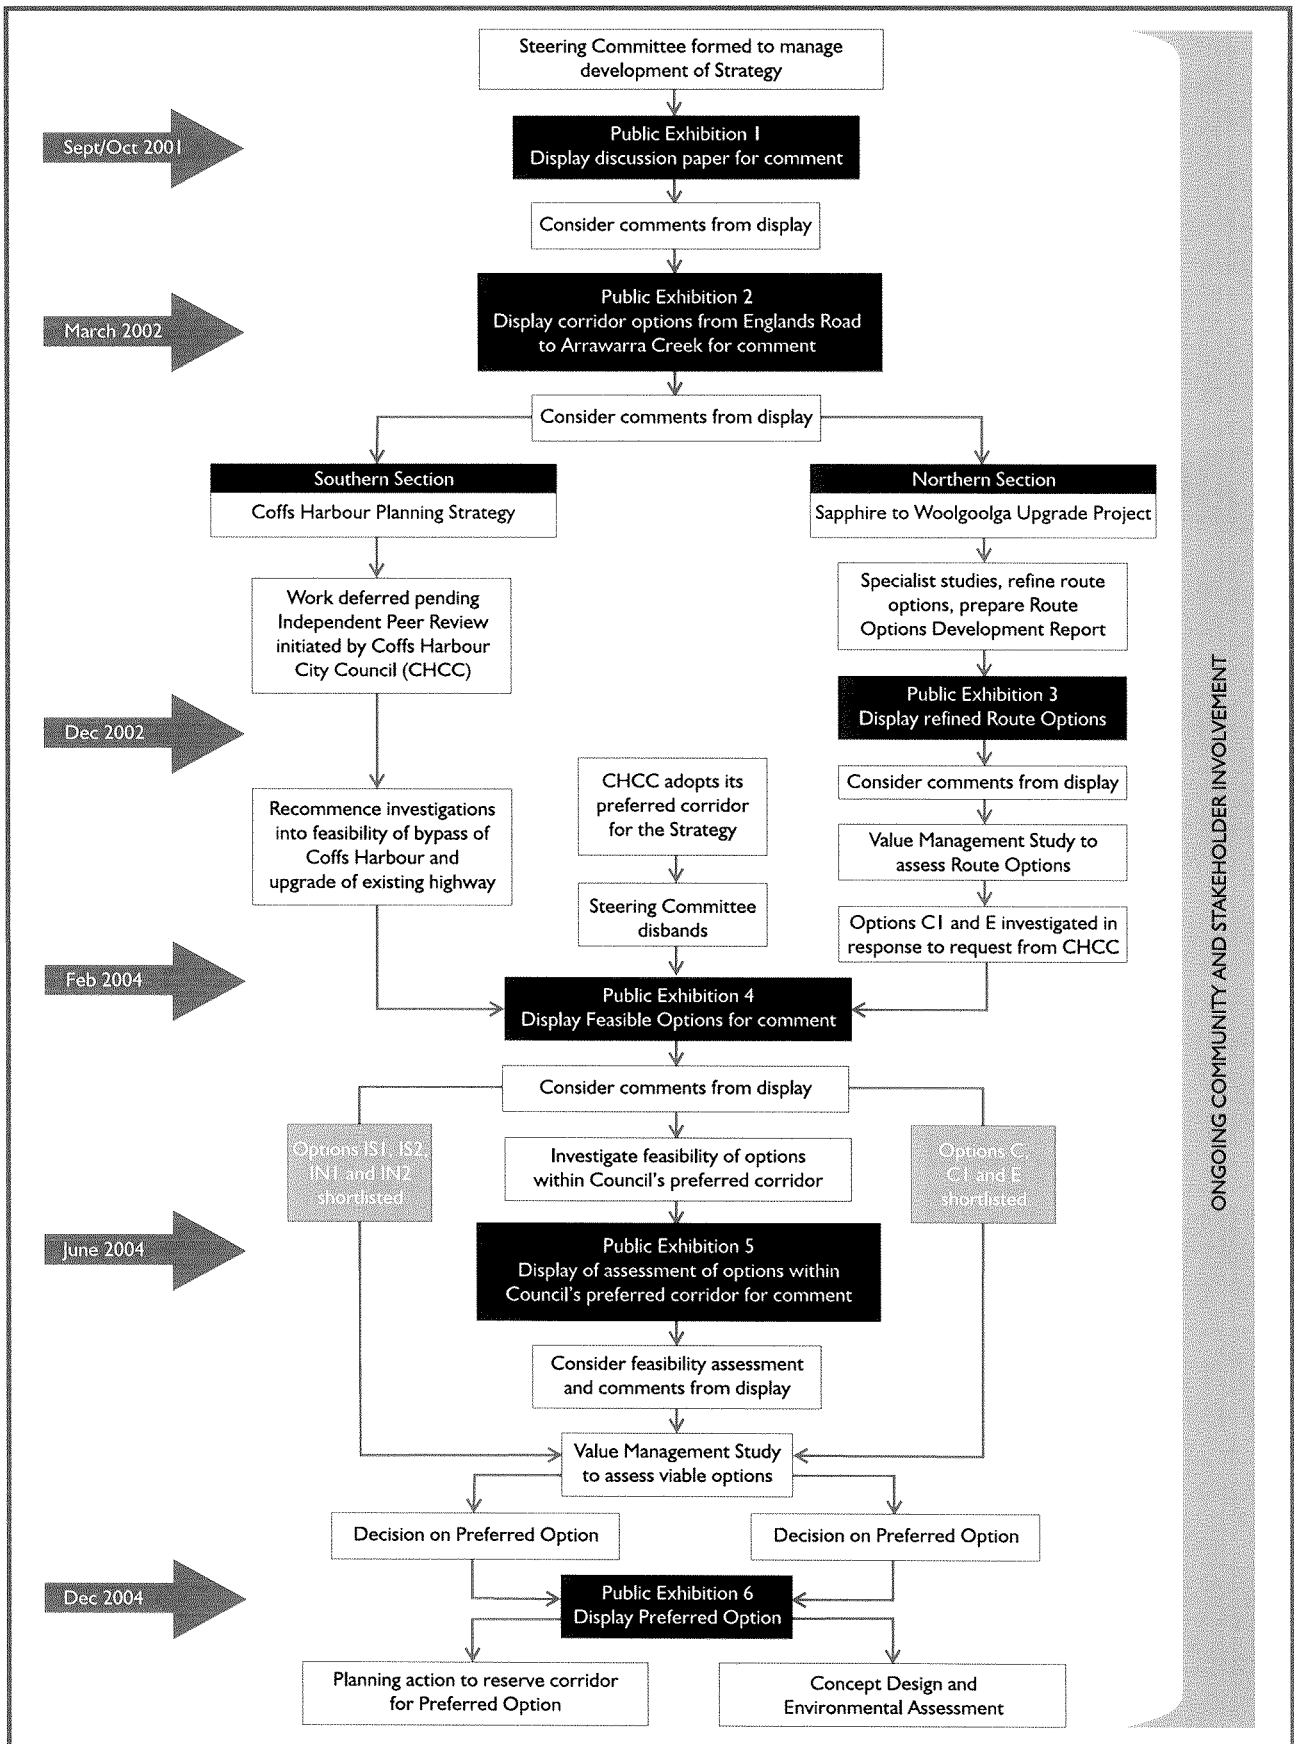 Steering Committee formed to manage
development of Strategy
Sept/Oct 2001
Public Exhibition 1
Display discussion paper for comment
Consider comments from display
March 2002
Public Exhibition 2
Display corridor options from Englands Road
to Arrawarra Creek for comment
Consider comments from display
Southern Section
Coffs Harbour Planning Strategy
Northern Section
Sapphire to Woolgoolga Upgrade Project
Work deferred pending
Independent Peer Review
initiated by Coffs Harbour
City Council (CHCC)
Specialist studies, refine route
options, prepare Route
Options Development Report
Dec 2002
Public Exhibition 3
Display refined Route Options
Recommence investigations
into feasibility of bypass of
Coffs Harbour and
upgrade of existing highway
CHCC adopts its
preferred corridor
for the Strategy
Steering Committee
disbands
Consider comments from display
Value Management Study to
assess Route Options
Options C1 and E investigated in
response to request from CHCC
Feb 2004
Public Exhibition 4
Display Feasible Options for comment
Consider comments from display
Options IS1, IS2,
IN1 and IN2
shortlisted
Investigate feasibility of options
within Council's preferred corridor
Options C,
C1 and E
shortlisted
June 2004
Public Exhibition 5
Display of assessment of options within
Council's preferred corridor for comment
Consider feasibility assessment
and comments from display
Value Management Study
to assess viable options
Decision on Preferred Option
Decision on Preferred Option
Dec 2004
Public Exhibition 6
Display Preferred Option
Planning action to reserve corridor
for Preferred Option
Concept Design and
Environmental Assessment
ONGOING COMMUNITY AND STAKEHOLDER INVOLVEMENT